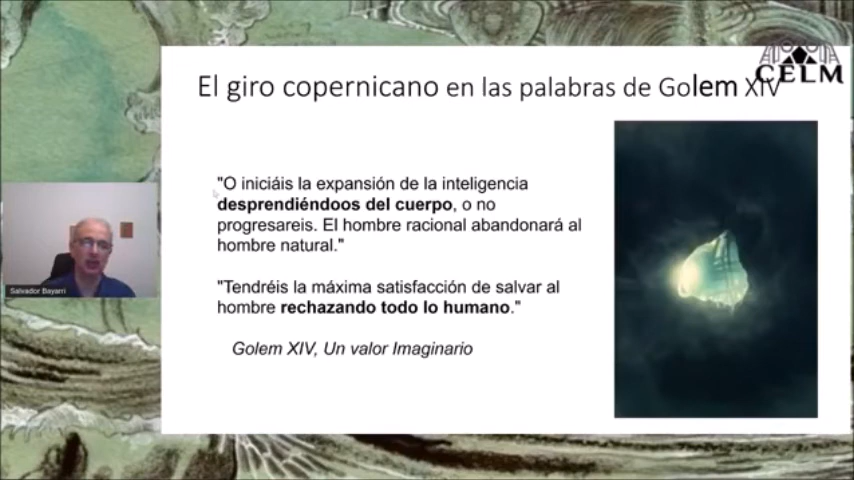 CÉLM
El giro copernicano en las palabras de Golem XIV
"O iniciáis la expansión de la inteligencia
desprendiéndoos del cuerpo, o no
progresareis. El hombre racional abandonará al
hombre natural."
"Tendréis la máxima satisfacción de salvar al
hombre rechazando todo lo humano."
Golem XIV, Un valor Imaginario
Salvador Bayarri